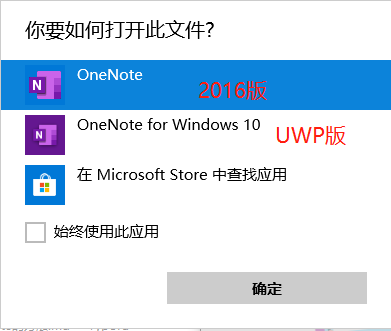 你要如何打开此文件?
OneNote
2016版
OneNote for Windows 10
UWP版
在 Microsoft Store 中查找应用
始终使用此应用
确定